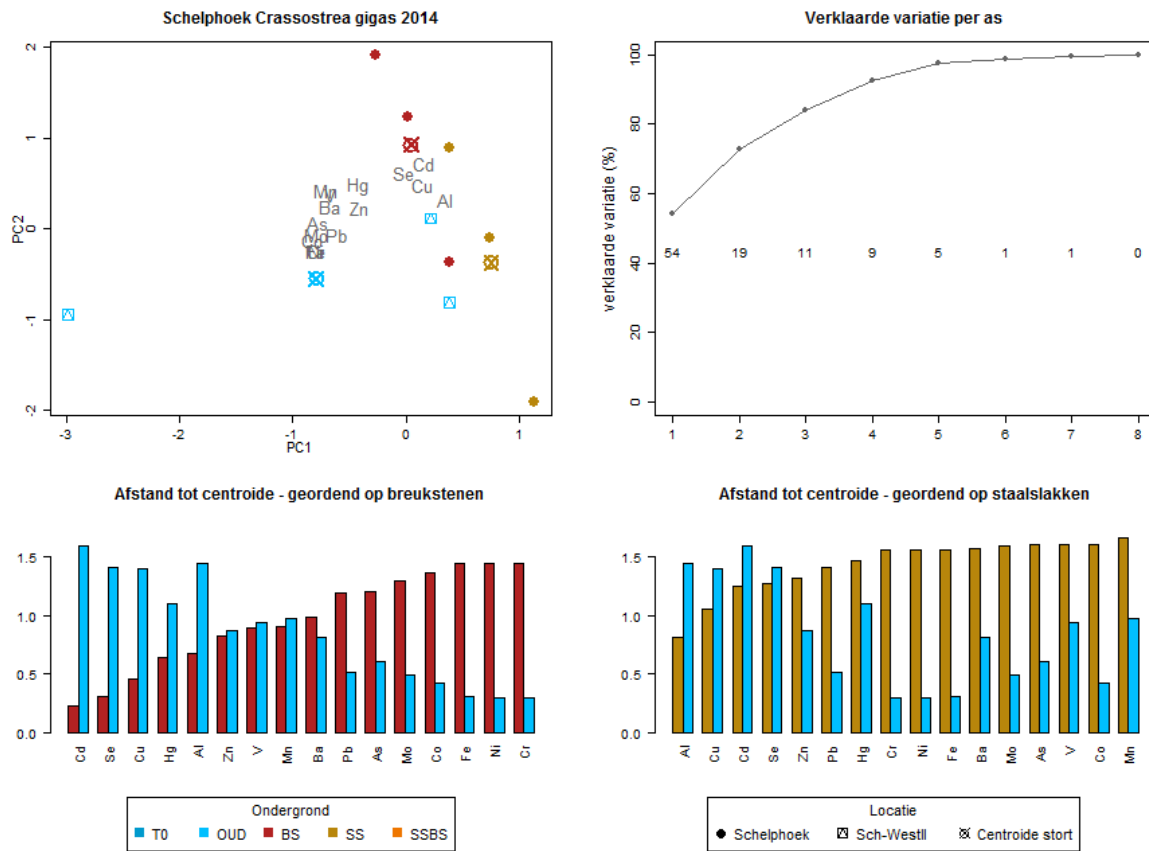 Schelphoek Crassostrea gigas 2014
2
1
0
-1
-2
PC2
Cd
Se
Cu
Hg
Mn
Al
Ba
Zn
As
Mo
Pb
Co
-3
-2
-1
0
1
PC1
Verklaarde variatie per as
100
80
60
40
20
0
verklaarde variatie (%)
54 19 11 9 5 1 1 0
1 2 3 4 5 6 7 8
Afstand tot centroide - geordend op breukstenen
1.5
1.0
0.5
0.0
Cd Se Cu Hg Al Zn V Mn Ba Pb As Mo Co Fe Ni Cr
Ondergrond
T0 OUD BS SS SSBS
Afstand tot centroide - geordend op staalslakken
1.5
1.0
0.5
0.0
Al Cu Cd Se Zn Pb Hg Cr Ni Fe Ba Mo As V Co Mn
Locatie
Schelphoek Sch-Westll Centroide stort